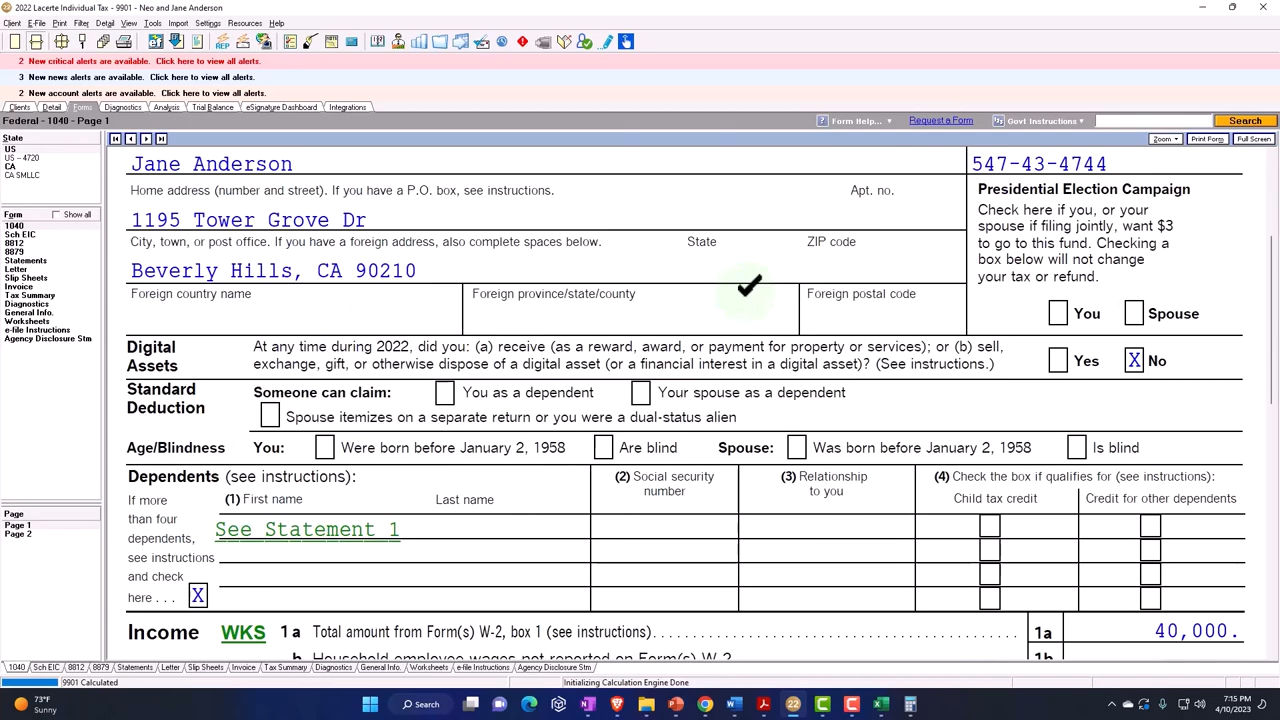 2022 Lacerte Individual Tax - 9901 - Neo and Jane Anderson
Client E-File Print Filter Detail View Tools Import Settings Resources Help
2 New critical alerts are available. Click here to view all alerts.
3 New news alerts are available. Click here to view all alerts.
2 New account alerts are available. Click here to view all alerts.
Clients Detail Forms Diagnostics Analysis Trial Balance eSignature Dashboard Integrations
Federal - 1040 - Page 1
Form Help... Request a Form Govt Instructions Search
Zoom Print Form Full Screen
State
US
US - 4720
CA
CA SMLLC
Form Show all
1040
Sch EIC
8812
8879
Statements
Letter
Slip Sheets
Invoice
Tax Summary
Diagnostics
General Info.
Worksheets
e-file Instructions
Agency Disclosure Stm
Page
Page 1
Page 2
Jane Anderson 547-43-4744
Home address (number and street). If you have a P.O. box, see instructions. Apt. no.
1195 Tower Grove Dr
City, town, or post office. If you have a foreign address, also complete spaces below. State ZIP code
Beverly Hills, CA 90210
Foreign country name Foreign province/state/county Foreign postal code
Presidential Election Campaign
Check here if you, or your
spouse if filing jointly, want $3
to go to this fund. Checking a
box below will not change
your tax or refund.
You Spouse
Digital Assets
At any time during 2022, did you: (a) receive (as a reward, award, or payment for property or services); or (b) sell,
exchange, gift, or otherwise dispose of a digital asset (or a financial interest in a digital asset)? (See instructions.)
Yes X No
Standard Deduction
Someone can claim: You as a dependent Your spouse as a dependent
Spouse itemizes on a separate return or you were a dual-status alien
Age/Blindness You: Were born before January 2, 1958 Are blind Spouse: Was born before January 2, 1958 Is blind
Dependents (see instructions):
(1) First name Last name
(2) Social security number
(3) Relationship to you
(4) Check the box if qualifies for (see instructions):
Child tax credit Credit for other dependents
If more
than four
dependents,
see instructions
and check
here . . . X
See Statement 1
Income WKS 1a Total amount from Form(s) W-2, box 1 (see instructions) 1a 40,000.
b Household employee wages not reported on Form(s) W-2 1b
1040 Sch EIC 8812 8879 Statements Letter Slip Sheets Invoice Tax Summary Diagnostics General Info. Worksheets e-file Instructions Agency Disclosure Stm
9901 Calculated Initializing Calculation Engine Done
73°F
Sunny
Search
7:15 PM
4/10/2023